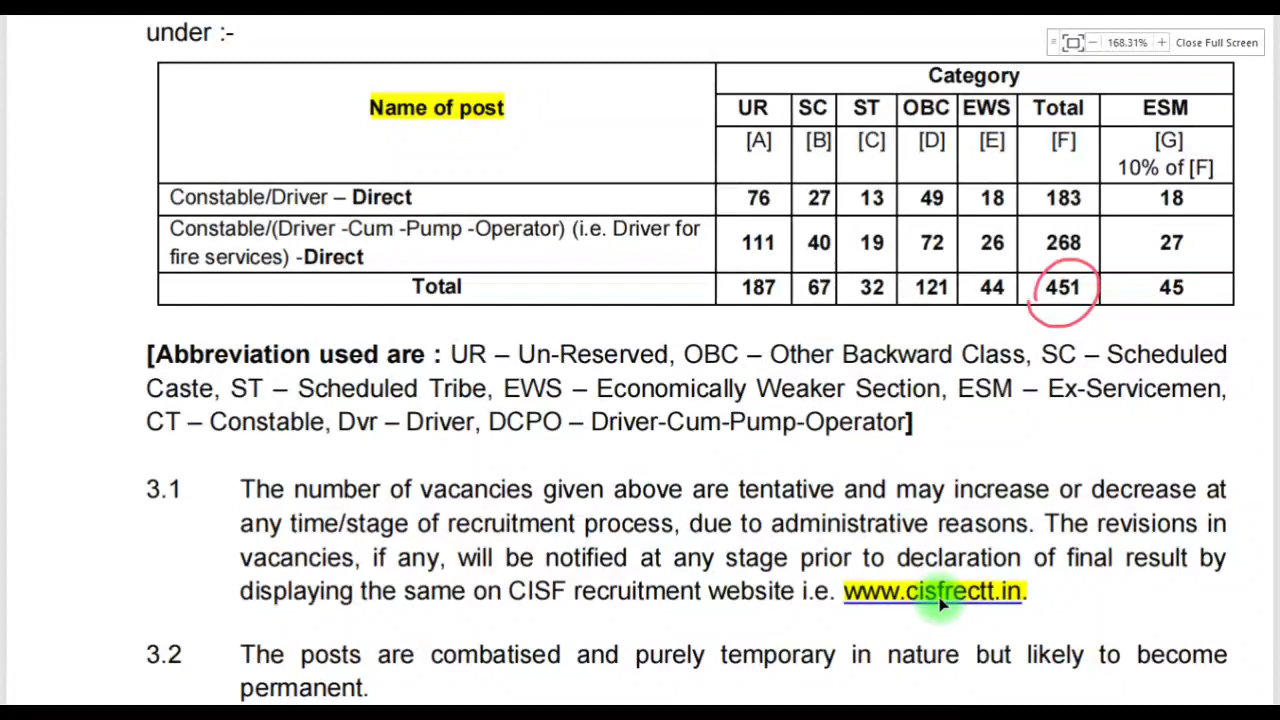 under :-
168.31% Close Full Screen
Name of post Category
UR SC ST OBC EWS Total ESM
[A] [B] [C] [D] [E] [F] [G]
10% of [F]
Constable/Driver – Direct 76 27 13 49 18 183 18
Constable/(Driver -Cum -Pump -Operator) (i.e. Driver for
fire services) -Direct 111 40 19 72 26 268 27
Total 187 67 32 121 44 451 45
[Abbreviation used are : UR – Un-Reserved, OBC – Other Backward Class, SC – Scheduled
Caste, ST – Scheduled Tribe, EWS – Economically Weaker Section, ESM – Ex-Servicemen,
CT – Constable, Dvr – Driver, DCPO – Driver-Cum-Pump-Operator]
3.1 The number of vacancies given above are tentative and may increase or decrease at
any time/stage of recruitment process, due to administrative reasons. The revisions in
vacancies, if any, will be notified at any stage prior to declaration of final result by
displaying the same on CISF recruitment website i.e. www.cisfrectt.in.
3.2 The posts are combatised and purely temporary in nature but likely to become
permanent.